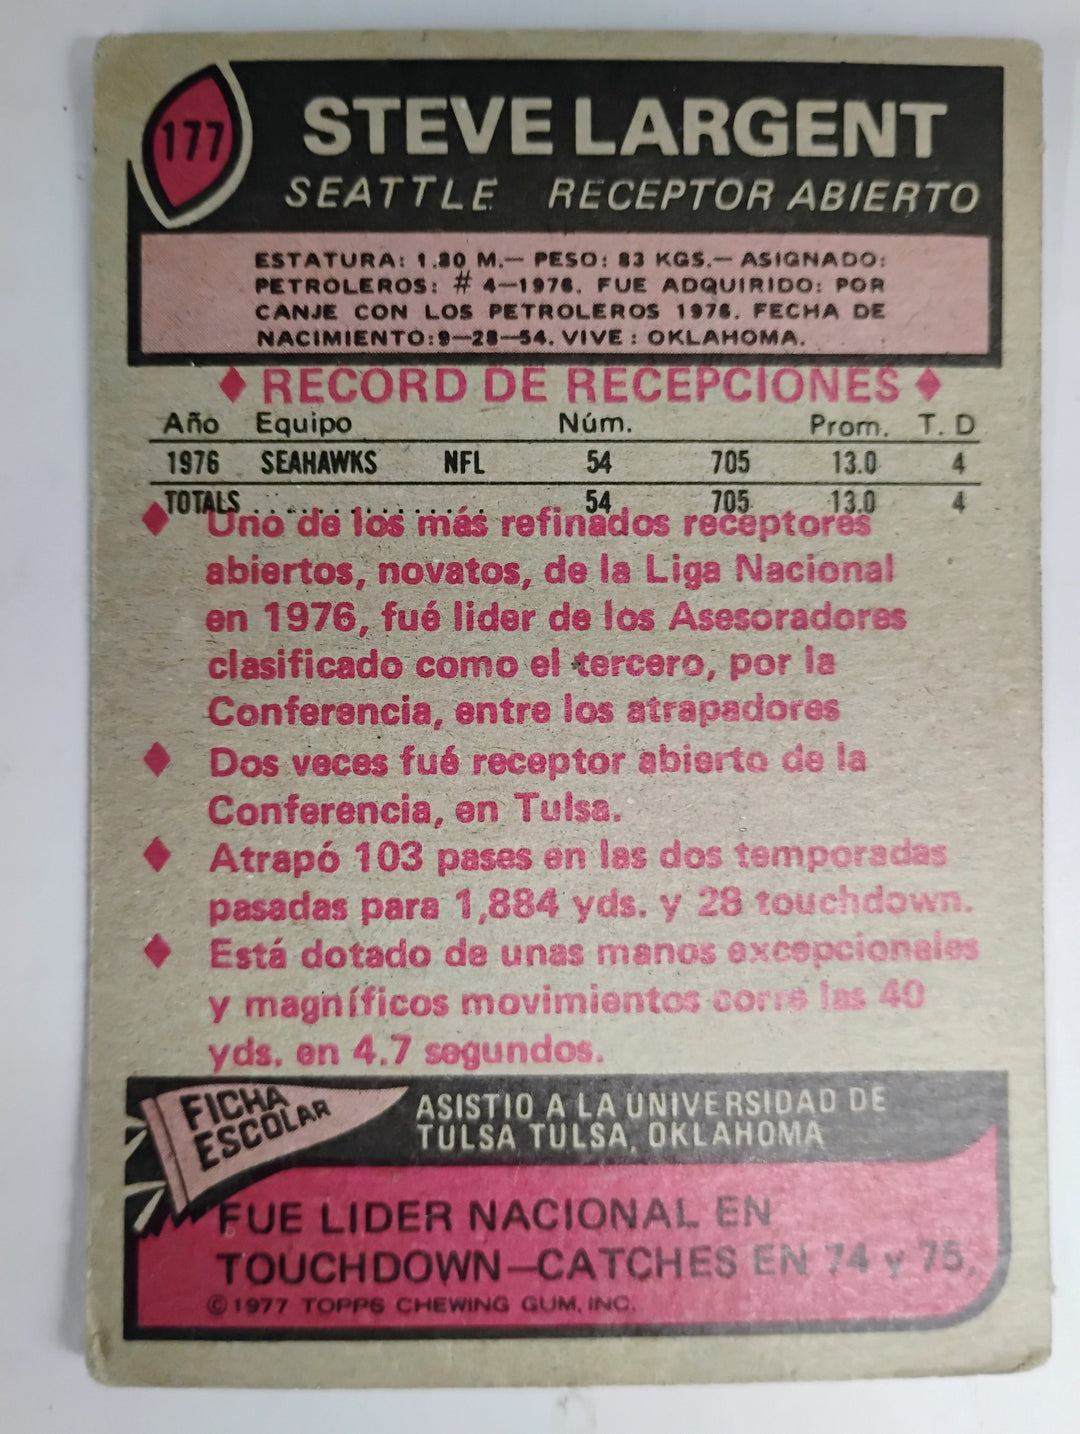 177
STEVE LARGENT
SEATTLE RECEPTOR ABIERTO
ESTATURA: 1.80 M.— PESO: 83 KGS.— ASIGNADO:
PETROLEROS: # 4—1976. FUE ADQUIRIDO: POR
CANJE CON LOS PETROLEROS 1976. FECHA DE
NACIMIENTO:9—28—54. VIVE: OKLAHOMA.
RECORD DE RECEPCIONES
Año Equipo Núm. Prom. T. D
1976 SEAHAWKS NFL 54 705 13.0 4
TOTALS . . . . . . . . . . . . . . . . 54 705 13.0 4
Uno de los más refinados receptores
abiertos, novatos, de la Liga Nacional
en 1976, fué lider de los Asesoradores
clasificado como el tercero, por la
Conferencia, entre los atrapadores
Dos veces fué receptor abierto de la
Conferencia, en Tulsa.
Atrapó 103 pases en las dos temporadas
pasadas para 1,884 yds. y 28 touchdown.
Está dotado de unas manos excepcionales
y magníficos movimientos corre las 40
yds. en 4.7 segundos.
FICHA
ESCOLAR
ASISTIO A LA UNIVERSIDAD DE
TULSA TULSA, OKLAHOMA
FUE LIDER NACIONAL EN
TOUCHDOWN—CATCHES EN 74 y 75.
©1977 TOPPS CHEWING GUM, INC.